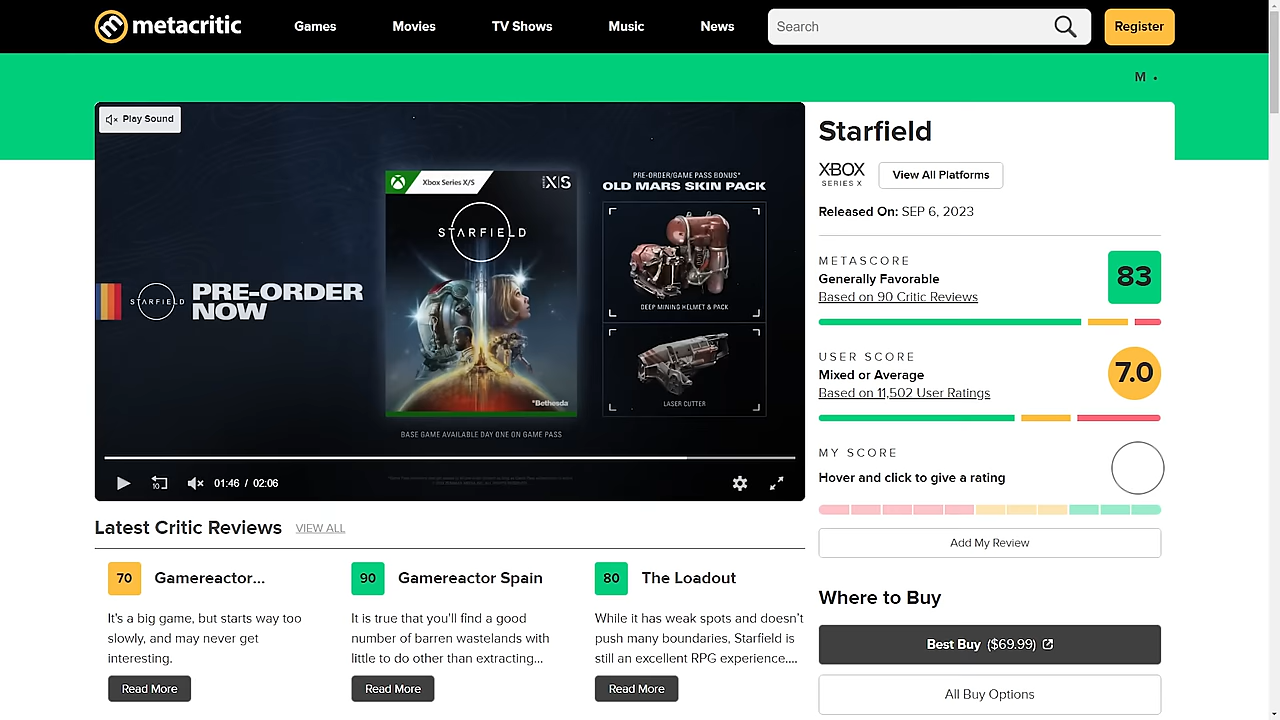 metacritic
Games
Movies
TV Shows
Music
News
Search
Register
M
Play Sound
Xbox Series X/S
X|S
STARFIELD
*Bethesda
STARFIELD
PRE-ORDER
NOW
PRE-ORDER/GAME PASS BONUS*
OLD MARS SKIN PACK
DEEP MINING HELMET & PACK
LASER CUTTER
BASE GAME AVAILABLE DAY ONE ON GAME PASS
10
01:46 / 02:06
Starfield
XBOX
SERIES X
View All Platforms
Released On: SEP 6, 2023
METASCORE
Generally Favorable
Based on 90 Critic Reviews
83
USER SCORE
Mixed or Average
Based on 11,502 User Ratings
7.0
MY SCORE
Hover and click to give a rating
Add My Review
Where to Buy
Best Buy ($69.99)
All Buy Options
Latest Critic Reviews
VIEW ALL
70
Gamereactor...
It's a big game, but starts way too
slowly, and may never get
interesting.
Read More
90
Gamereactor Spain
It is true that you'll find a good
number of barren wastelands with
little to do other than extracting...
Read More
80
The Loadout
While it has weak spots and doesn’t
push many boundaries, Starfield is
still an excellent RPG experience....
Read More